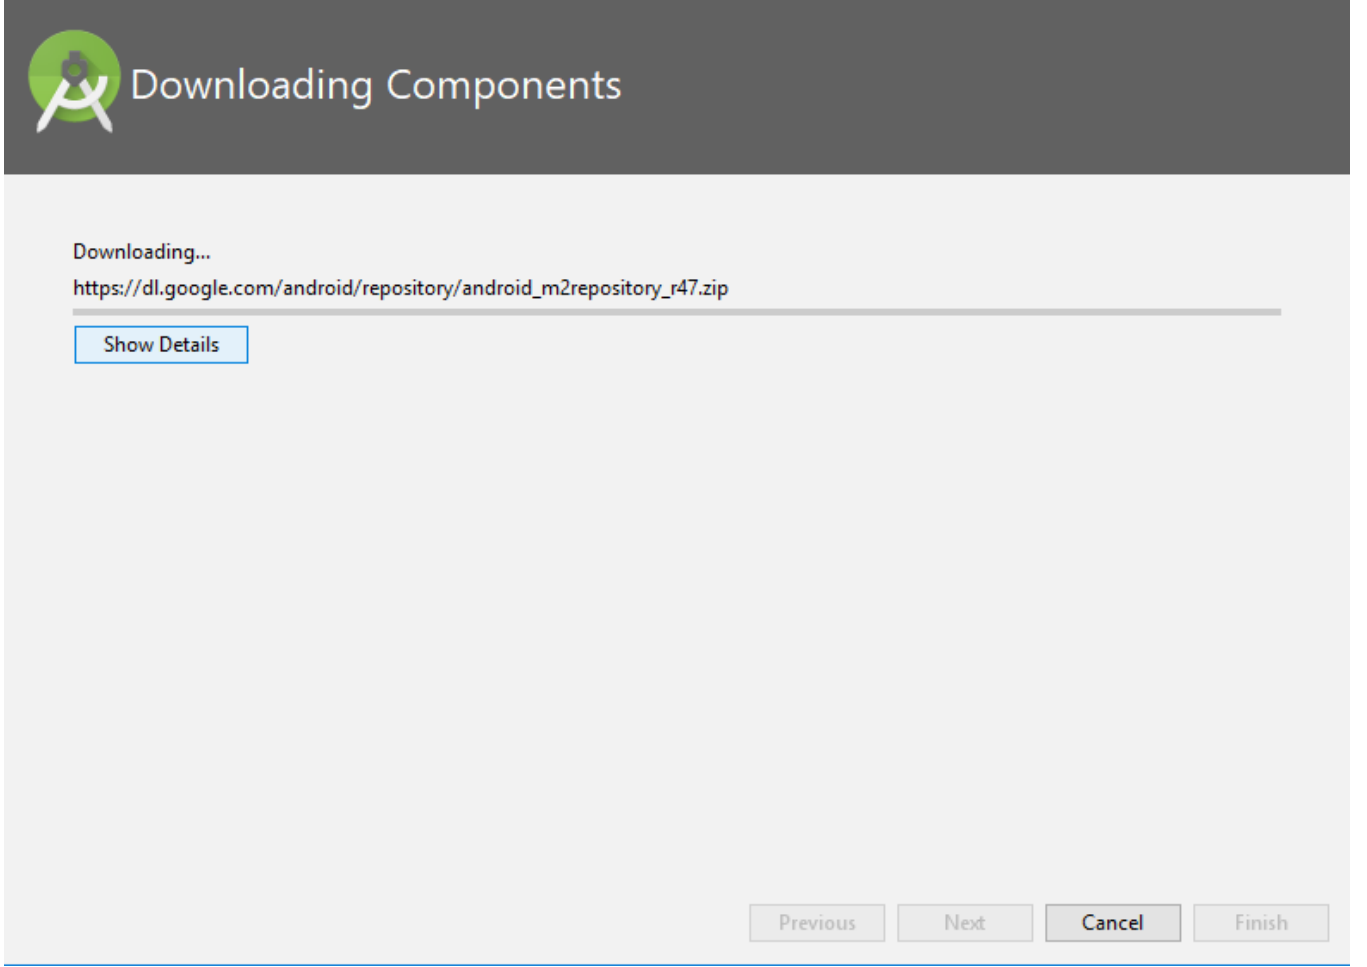 Downloading Components
Downloading...
https://dl.google.com/android/repository/android_m2repository_r47.zip
Show Details
Previous
Next
Cancel
Finish